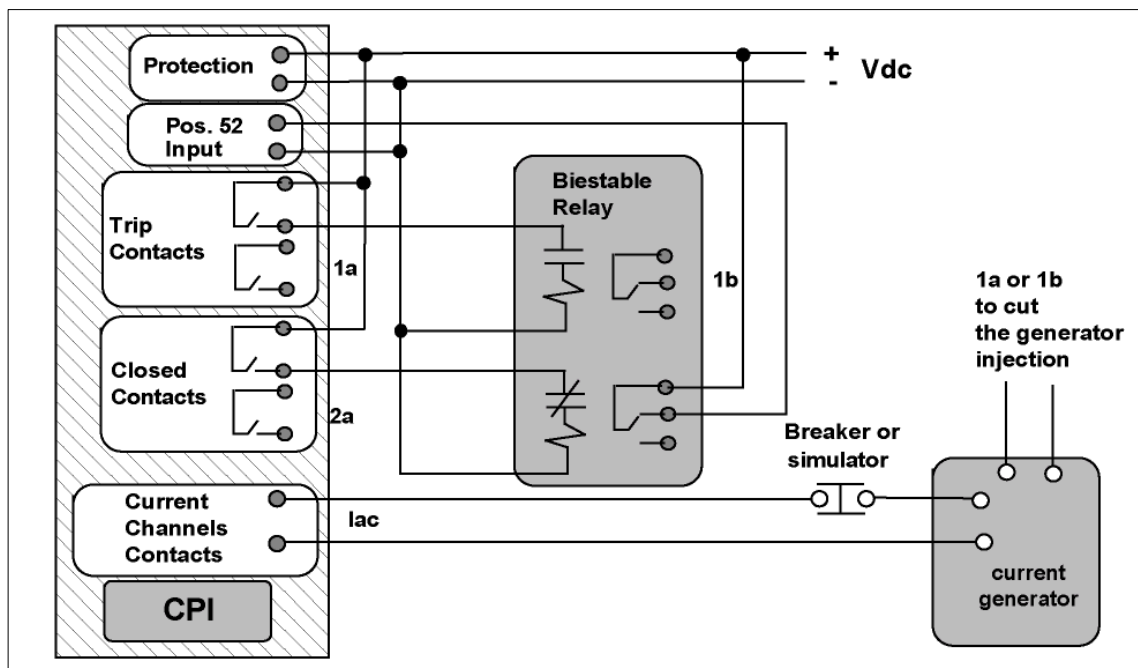 Protection
+
-
Vdc
Pos. 52
Input
Biestable
Relay
Trip
Contacts
1a
1b
1a or 1b
to cut
the generator
injection
Closed
Contacts
2a
Breaker or
simulator
Current
Channels
Contacts
Iac
CPI
current
generator